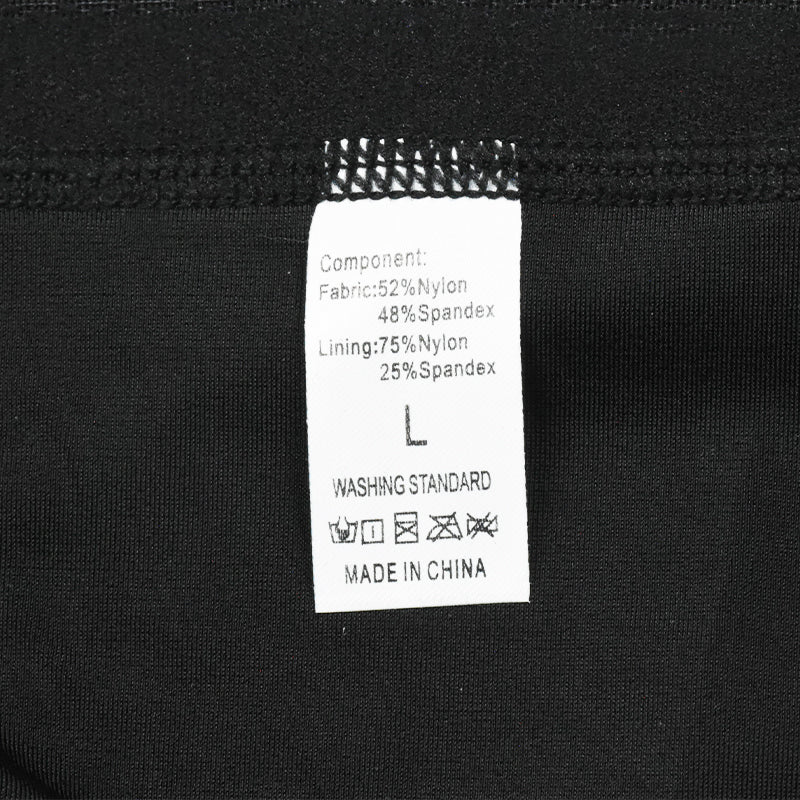 Component:
Fabric:52%Nylon
48%Spandex
Lining:75%Nylon
25%Spandex
L
WASHING STANDARD
MADE IN CHINA